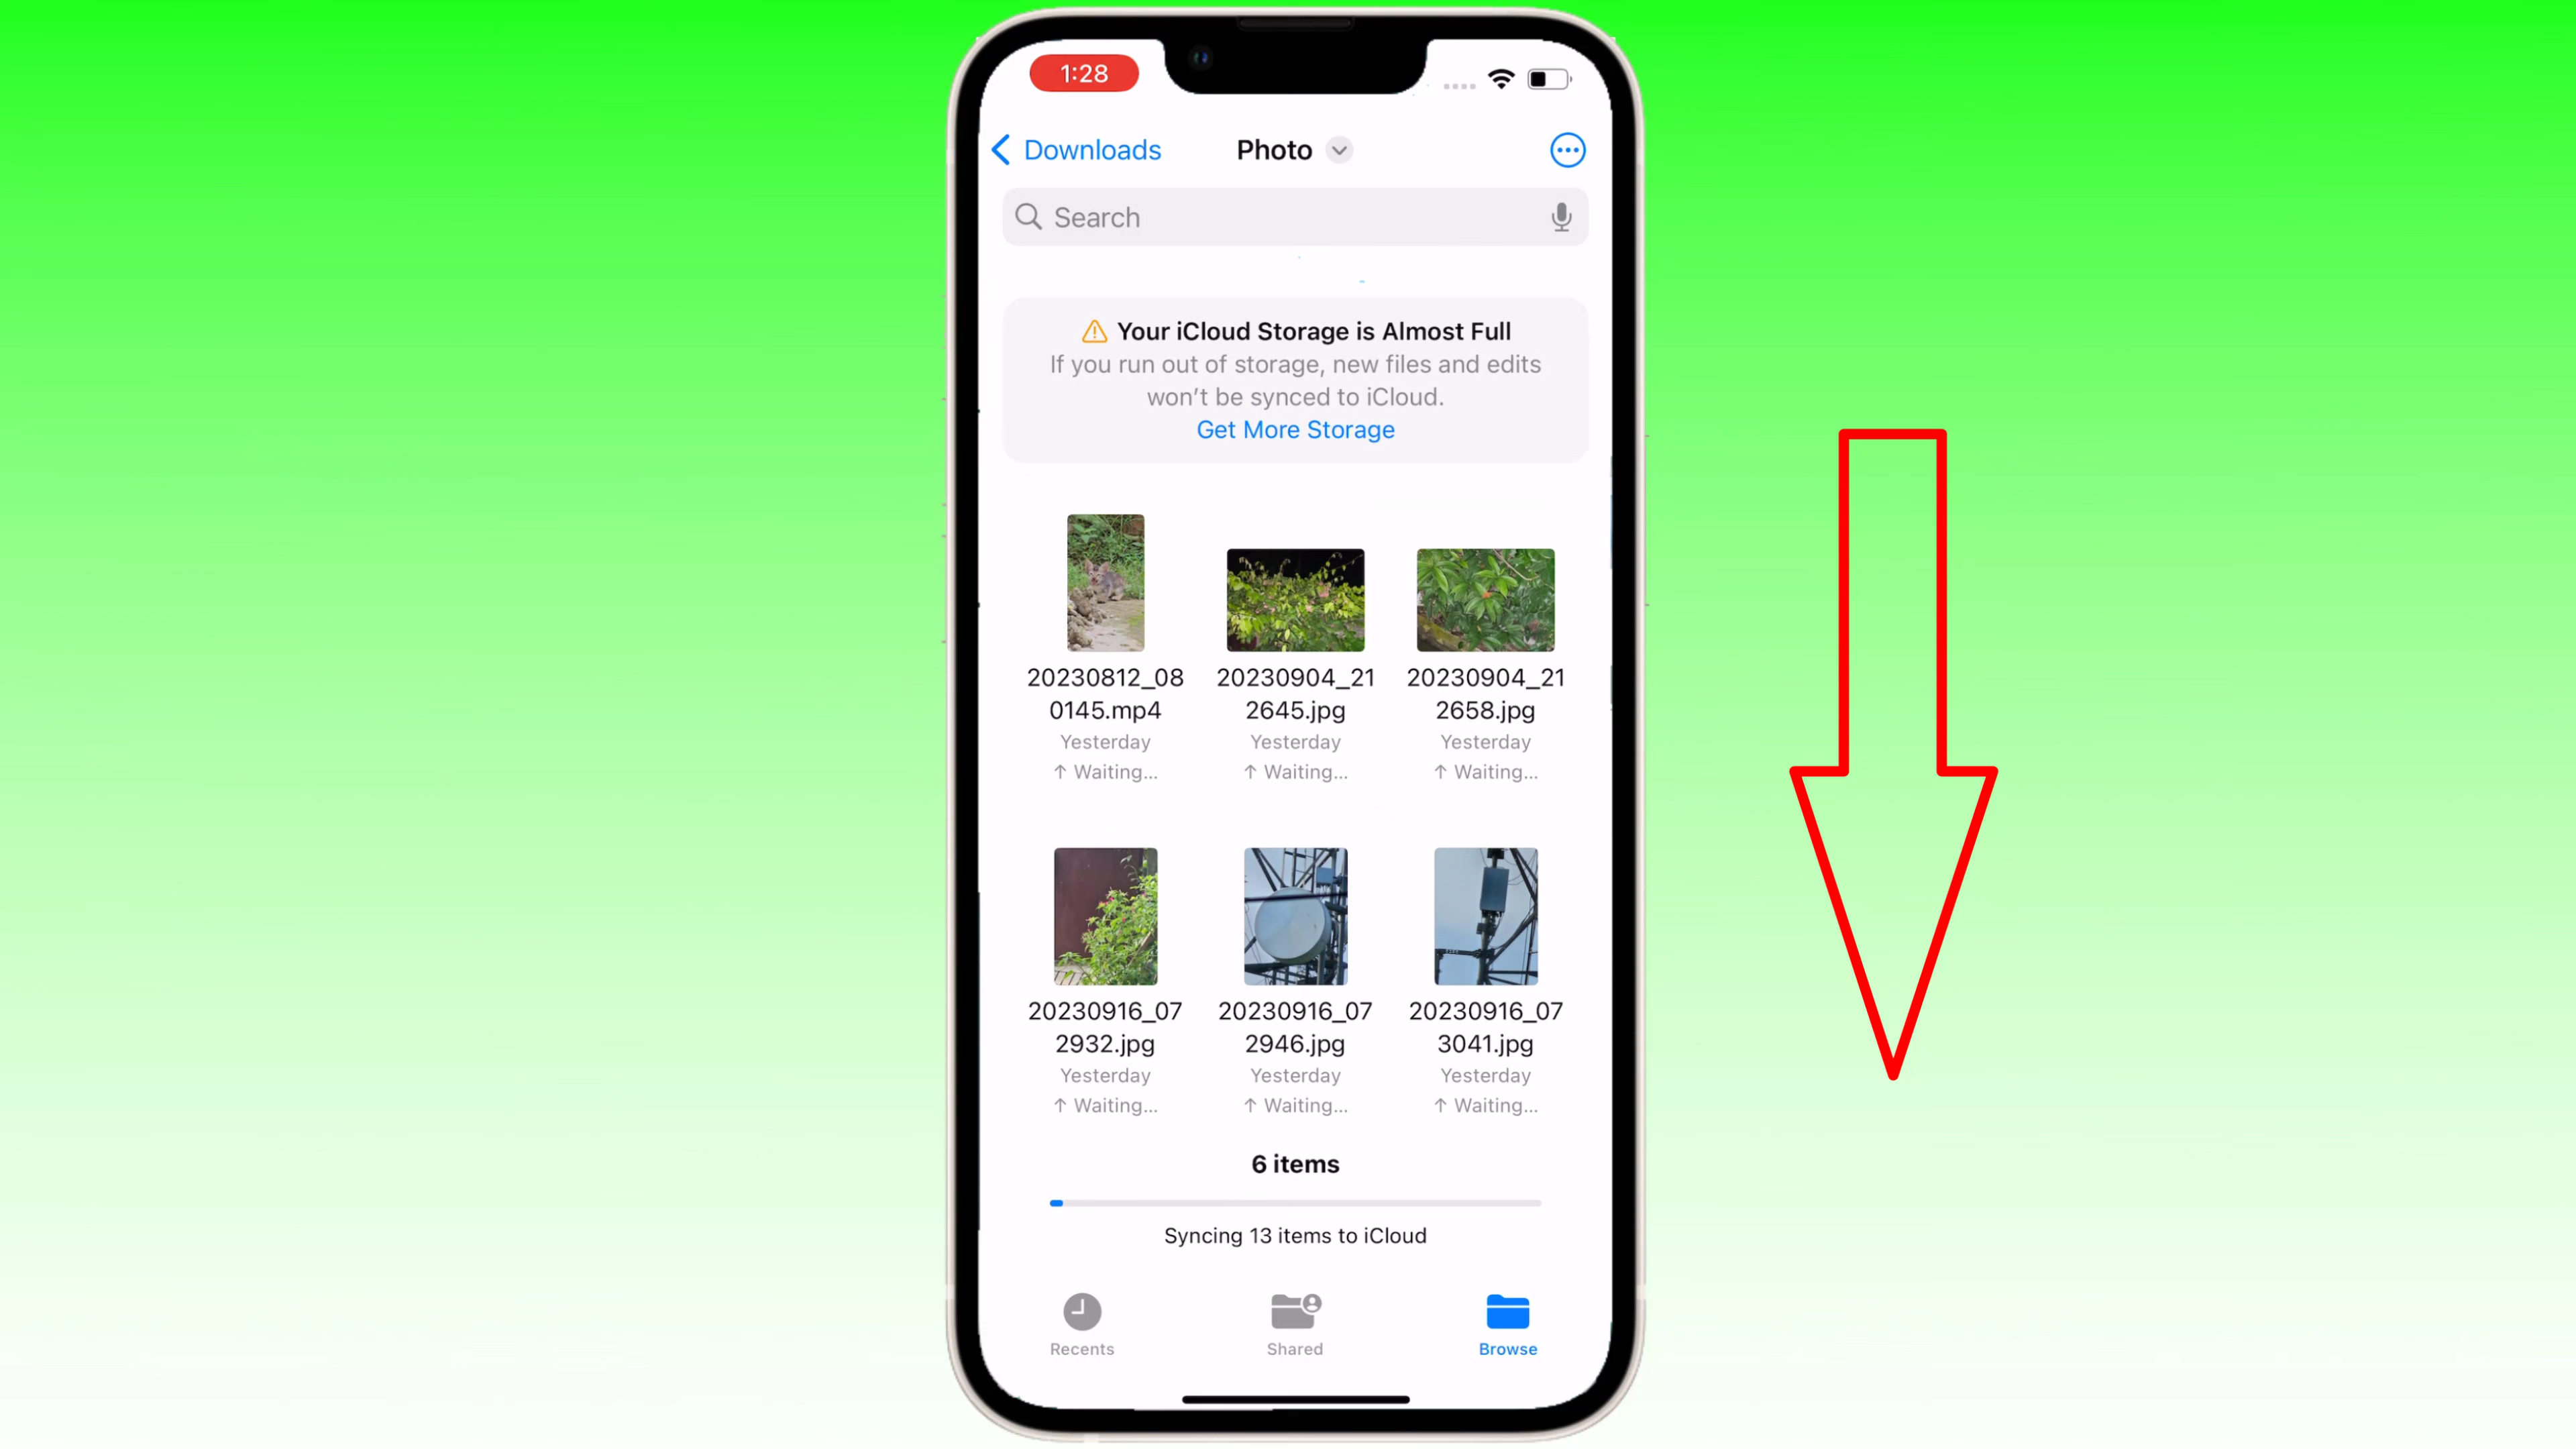 1:28
Downloads
Photo
Search
Your iCloud Storage is Almost Full
If you run out of storage, new files and edits
won't be synced to iCloud.
Get More Storage
20230812_08
0145.mp4
Yesterday
↑ Waiting...
20230904_21
2645.jpg
Yesterday
↑ Waiting...
20230904_21
2658.jpg
Yesterday
↑ Waiting...
20230916_07
2932.jpg
Yesterday
↑ Waiting...
20230916_07
2946.jpg
Yesterday
↑ Waiting...
20230916_07
3041.jpg
Yesterday
↑ Waiting...
6 items
Syncing 13 items to iCloud
Recents
Shared
Browse